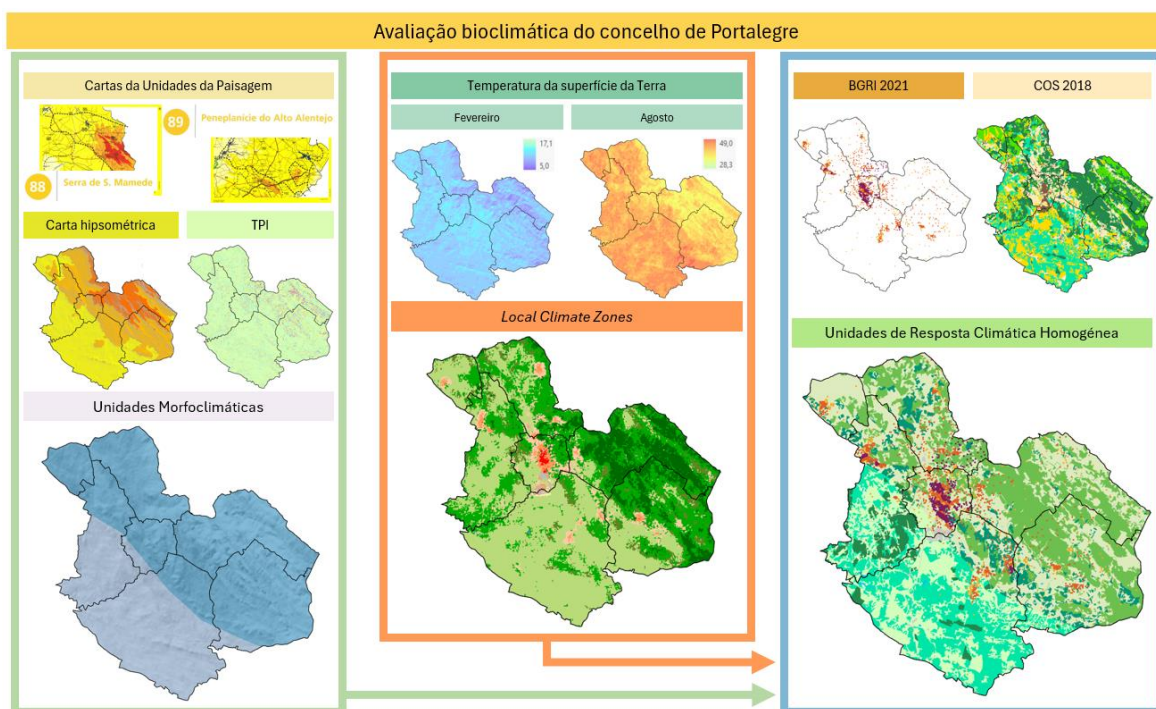 Avaliação bioclimática do concelho de Portalegre
Cartas da Unidades da Paisagem
89
Peneplanície do Alto Alentejo
88
Serra de S. Mamede
Carta hipsométrica
TPI
Unidades Morfoclimáticas
Temperatura da superfície da Terra
Fevereiro
Agosto
17,1
5,0
49,0
28,3
Local Climate Zones
BGRI 2021
COS 2018
Unidades de Resposta Climática Homogénea